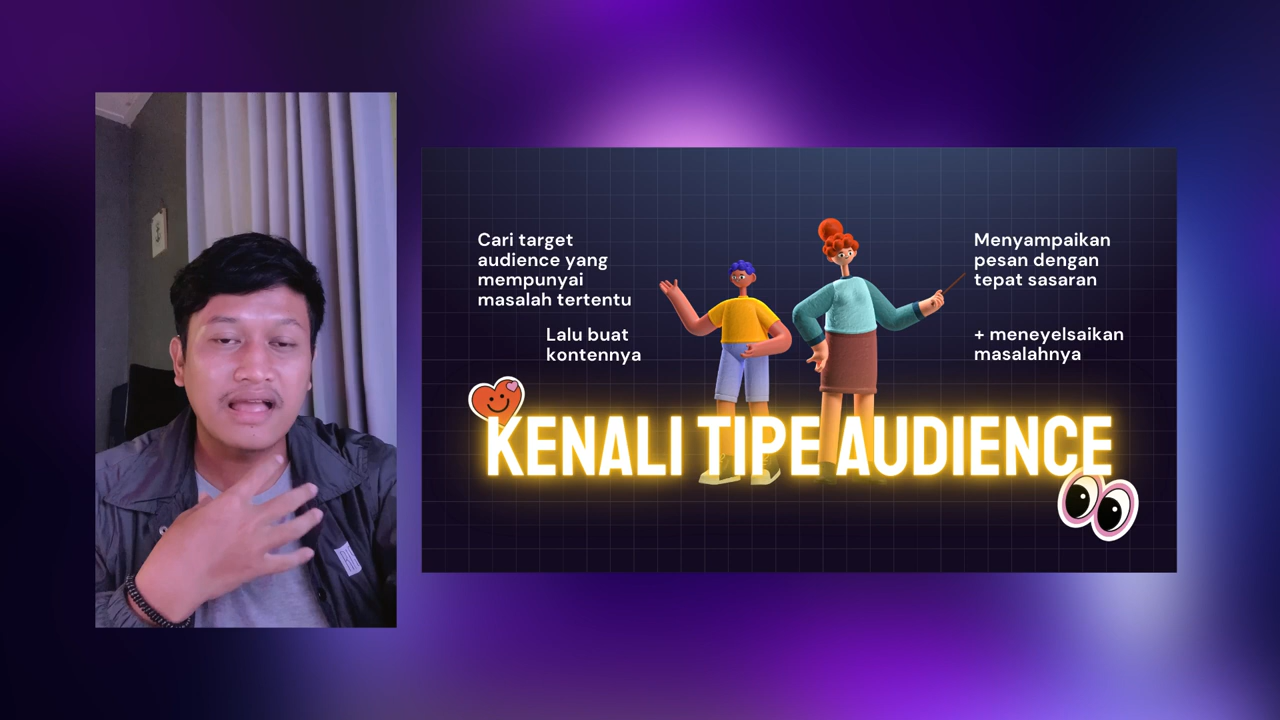 Cari target
audience yang
mempunyai
masalah tertentu
Lalu buat
kontennya
Menyampaikan
pesan dengan
tepat sasaran
+ meneyelsaikan
masalahnya
KENALI TIPE AUDIENCE